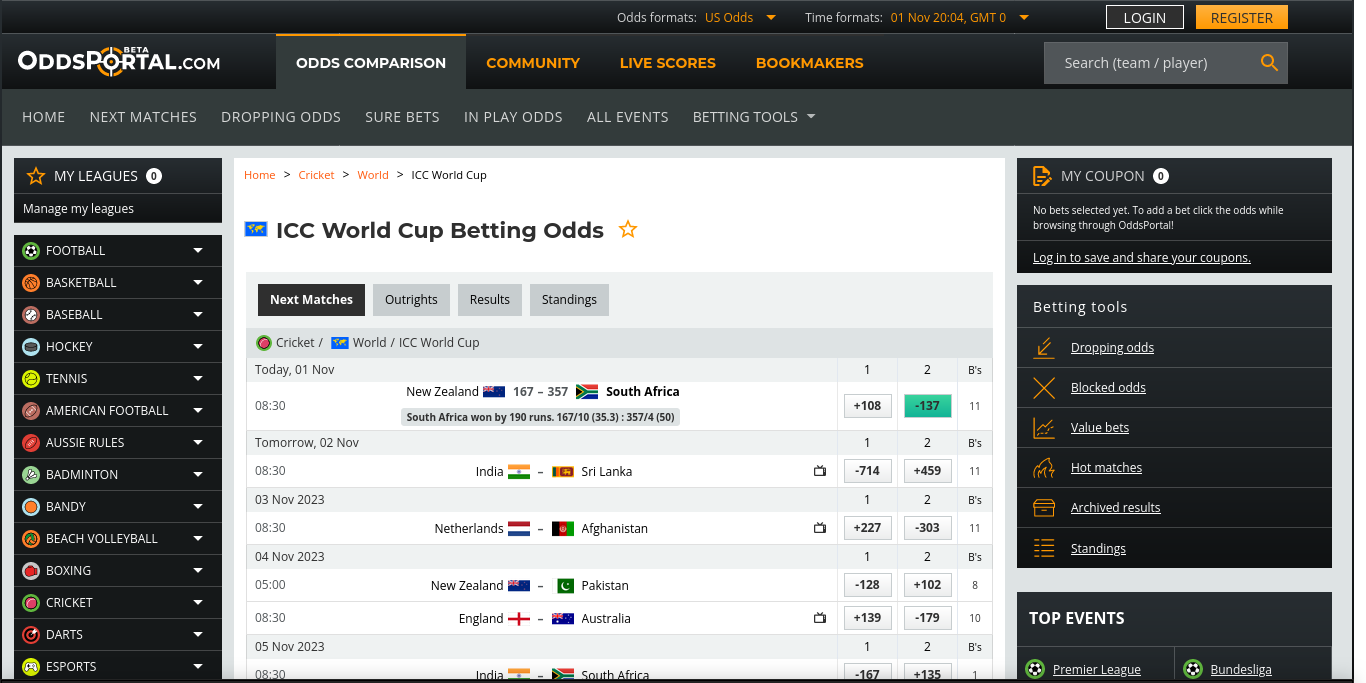 Odds formats: US Odds Time formats: 01 Nov 20:04, GMT 0 LOGIN REGISTER
ODDSPORTAL.COM BETA
ODDS COMPARISON COMMUNITY LIVE SCORES BOOKMAKERS Search (team / player)
HOME NEXT MATCHES DROPPING ODDS SURE BETS IN PLAY ODDS ALL EVENTS BETTING TOOLS
MY LEAGUES 0
Manage my leagues
FOOTBALL
BASKETBALL
BASEBALL
HOCKEY
TENNIS
AMERICAN FOOTBALL
AUSSIE RULES
BADMINTON
BANDY
BEACH VOLLEYBALL
BOXING
CRICKET
DARTS
ESPORTS
Home > Cricket > World > ICC World Cup
ICC World Cup Betting Odds
Next Matches Outrights Results Standings
Cricket / World / ICC World Cup
Today, 01 Nov 1 2 B's
08:30 New Zealand 167 – 357 South Africa +108 -137 11
South Africa won by 190 runs. 167/10 (35.3) : 357/4 (50)
Tomorrow, 02 Nov 1 2 B's
08:30 India – Sri Lanka -714 +459 11
03 Nov 2023 1 2 B's
08:30 Netherlands – Afghanistan +227 -303 11
04 Nov 2023 1 2 B's
05:00 New Zealand – Pakistan -128 +102 8
08:30 England – Australia +139 -179 10
05 Nov 2023 1 2 B's
08:30 India – South Africa -167 +135 1
MY COUPON 0
No bets selected yet. To add a bet click the odds while
browsing through OddsPortal!
Log in to save and share your coupons.
Betting tools
Dropping odds
Blocked odds
Value bets
Hot matches
Archived results
Standings
TOP EVENTS
Premier League Bundesliga